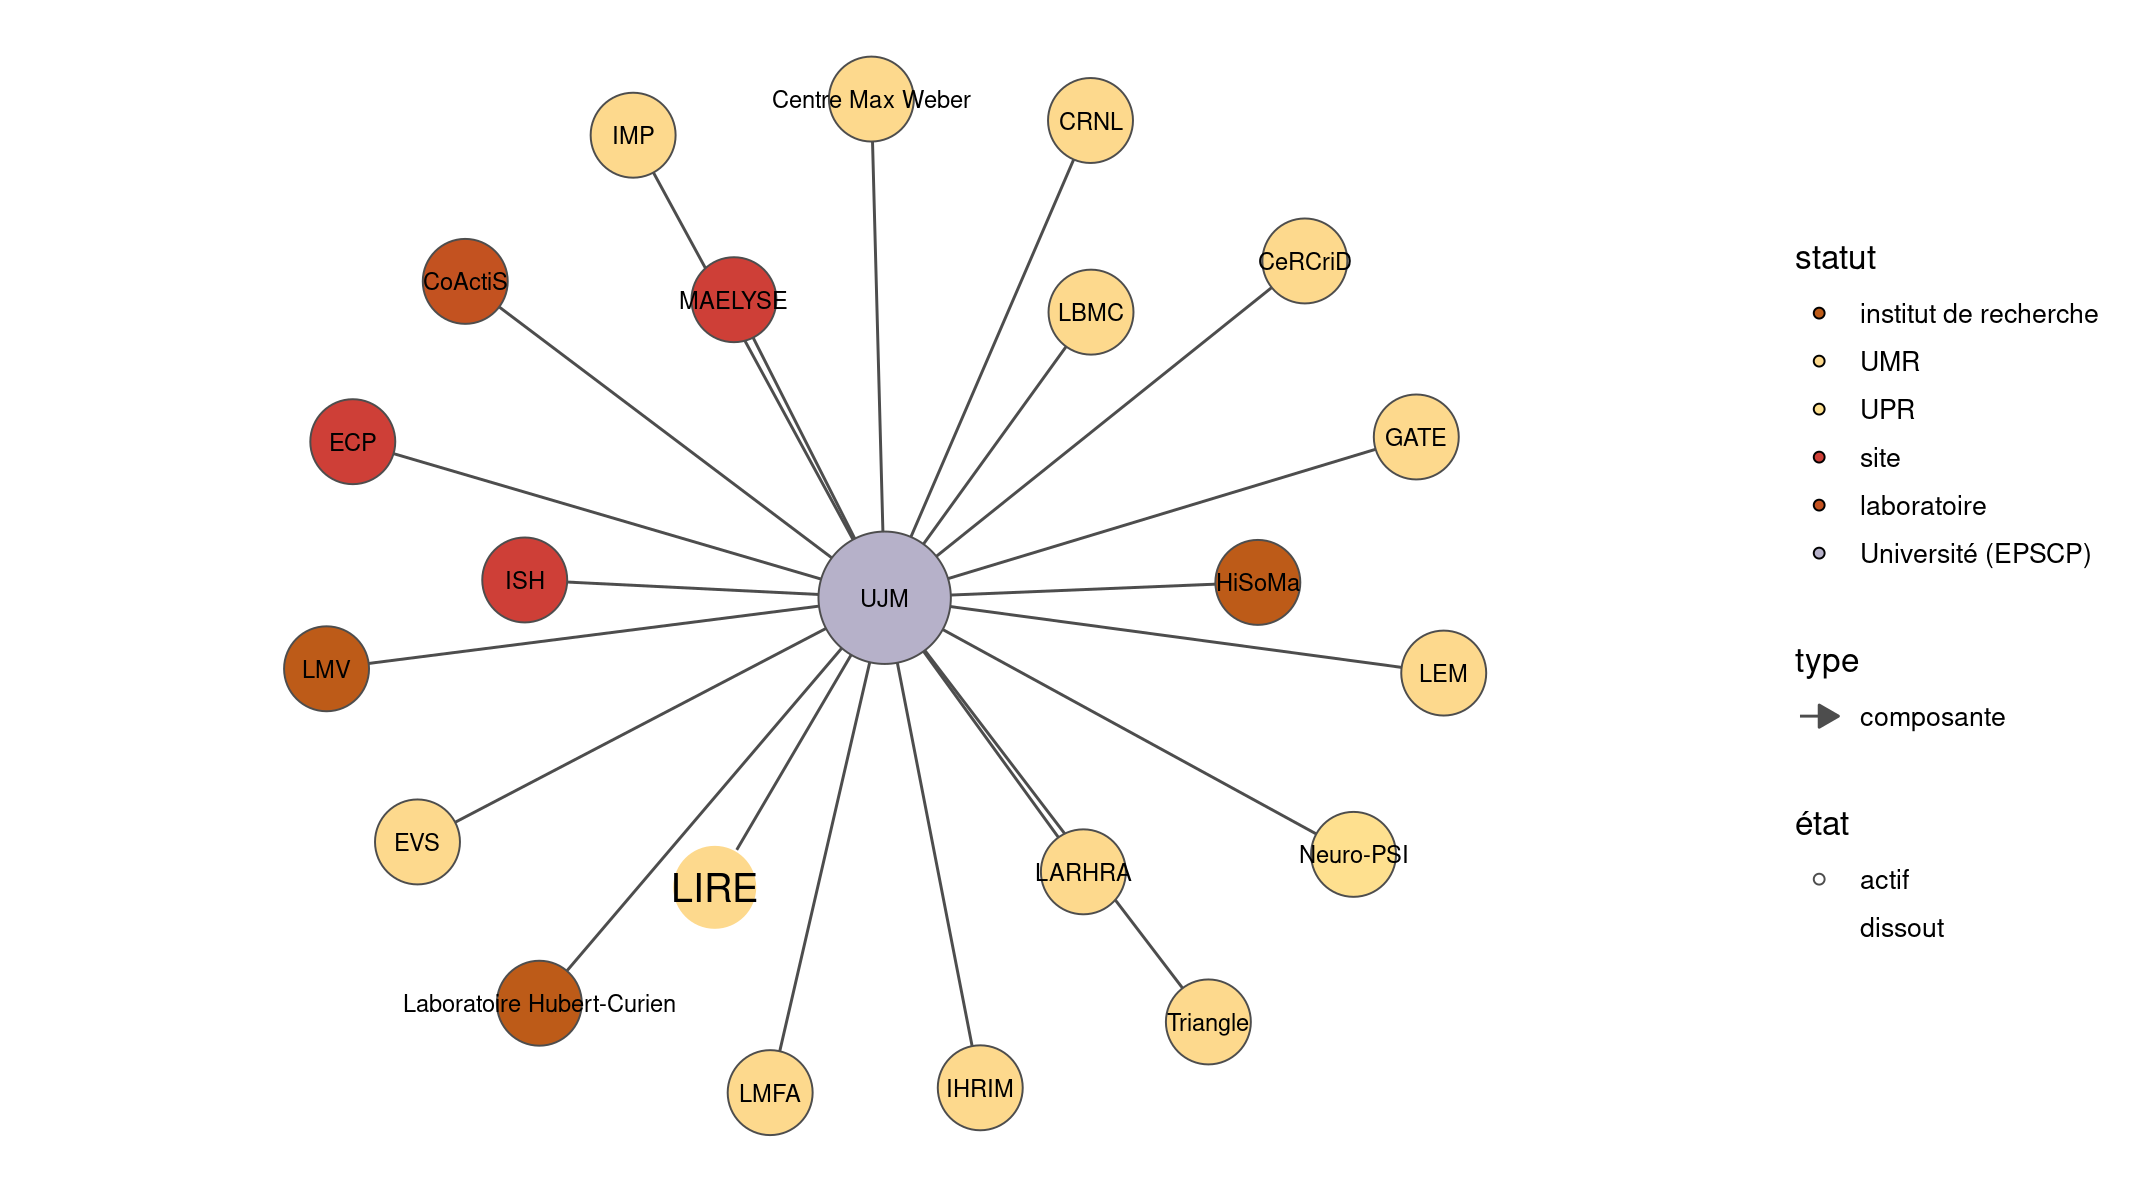 Centre Max Weber
CRNL
IMP
CeRCriD
CoActiS
MAELYSE
LBMC
ECP
GATE
ISH
HiSoMa
UJM
LMV
LEM
EVS
Neuro-PSI
LIRE
LARHRA
Laboratoire Hubert-Curien
Triangle
LMFA
IHRIM
statut
institut de recherche
UMR
UPR
site
laboratoire
Université (EPSCP)
type
composante
état
actif
dissout